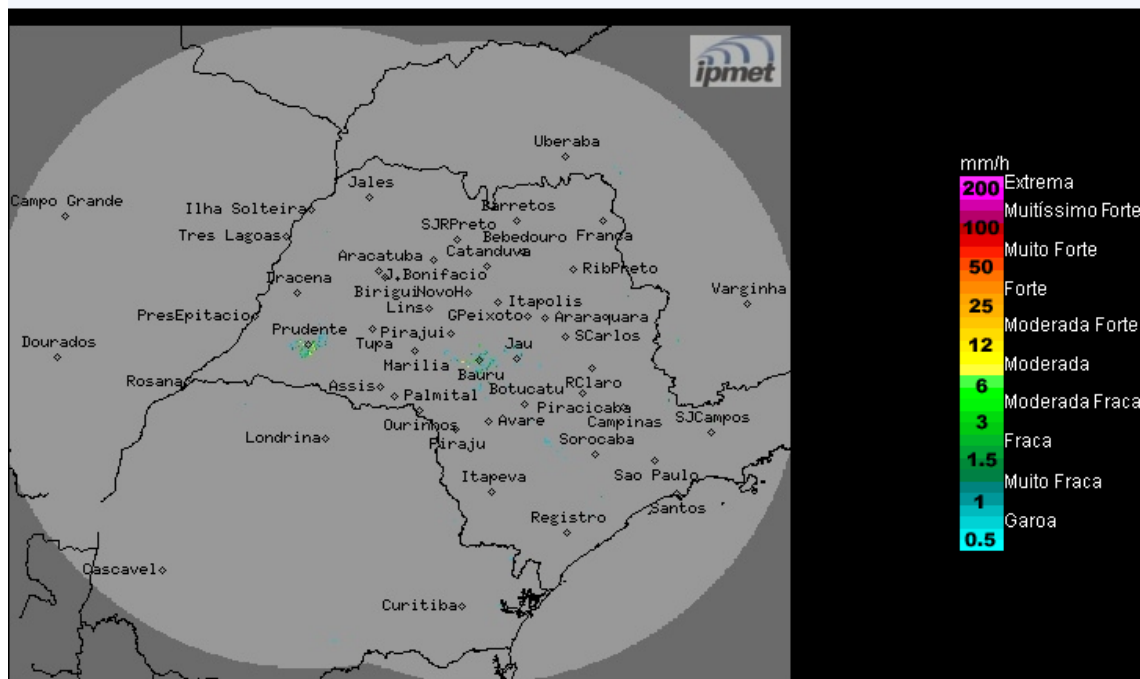 ipmet
Uberaba
Jales
Campo Grande
Ilha Solteira
Barretos
SJRPreto
Tres Lagoas
Bebedouro
Franca
Catanduva
Aracatuba
J.Bonifacio
RibPreto
Dracena
Birigui
NovoH
Itapolis
Varginha
Lins
GPeixoto
Araraquara
PresEpitacio
Prudente
Pirajui
SCarlos
Dourados
Tupa
Jau
Marilia
Bauru
Rosana
Assis
Botucatu
RClaro
Palmital
Piracicaba
Campinas
SJCampos
Ourinhos
Avare
Londrina
Piraju
Sorocaba
Itapeva
Sao Paulo
Santos
Registro
Cascavel
Curitiba
mm/h
200 Extrema
Muitíssimo Forte
100
Muito Forte
50
Forte
25
Moderada Forte
12
Moderada
6
Moderada Fraca
3
Fraca
1.5
Muito Fraca
1
Garoa
0.5